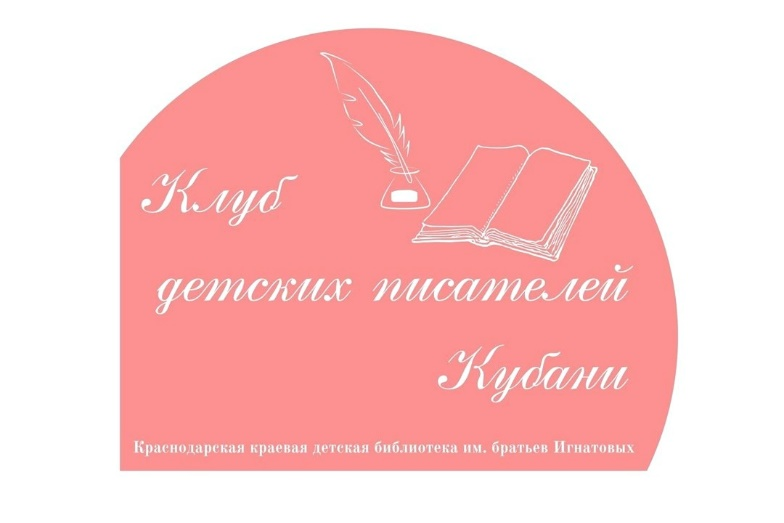 Клуб
детских писателей
Кубани
Краснодарская краевая детская библиотека им. братьев Игнатовых